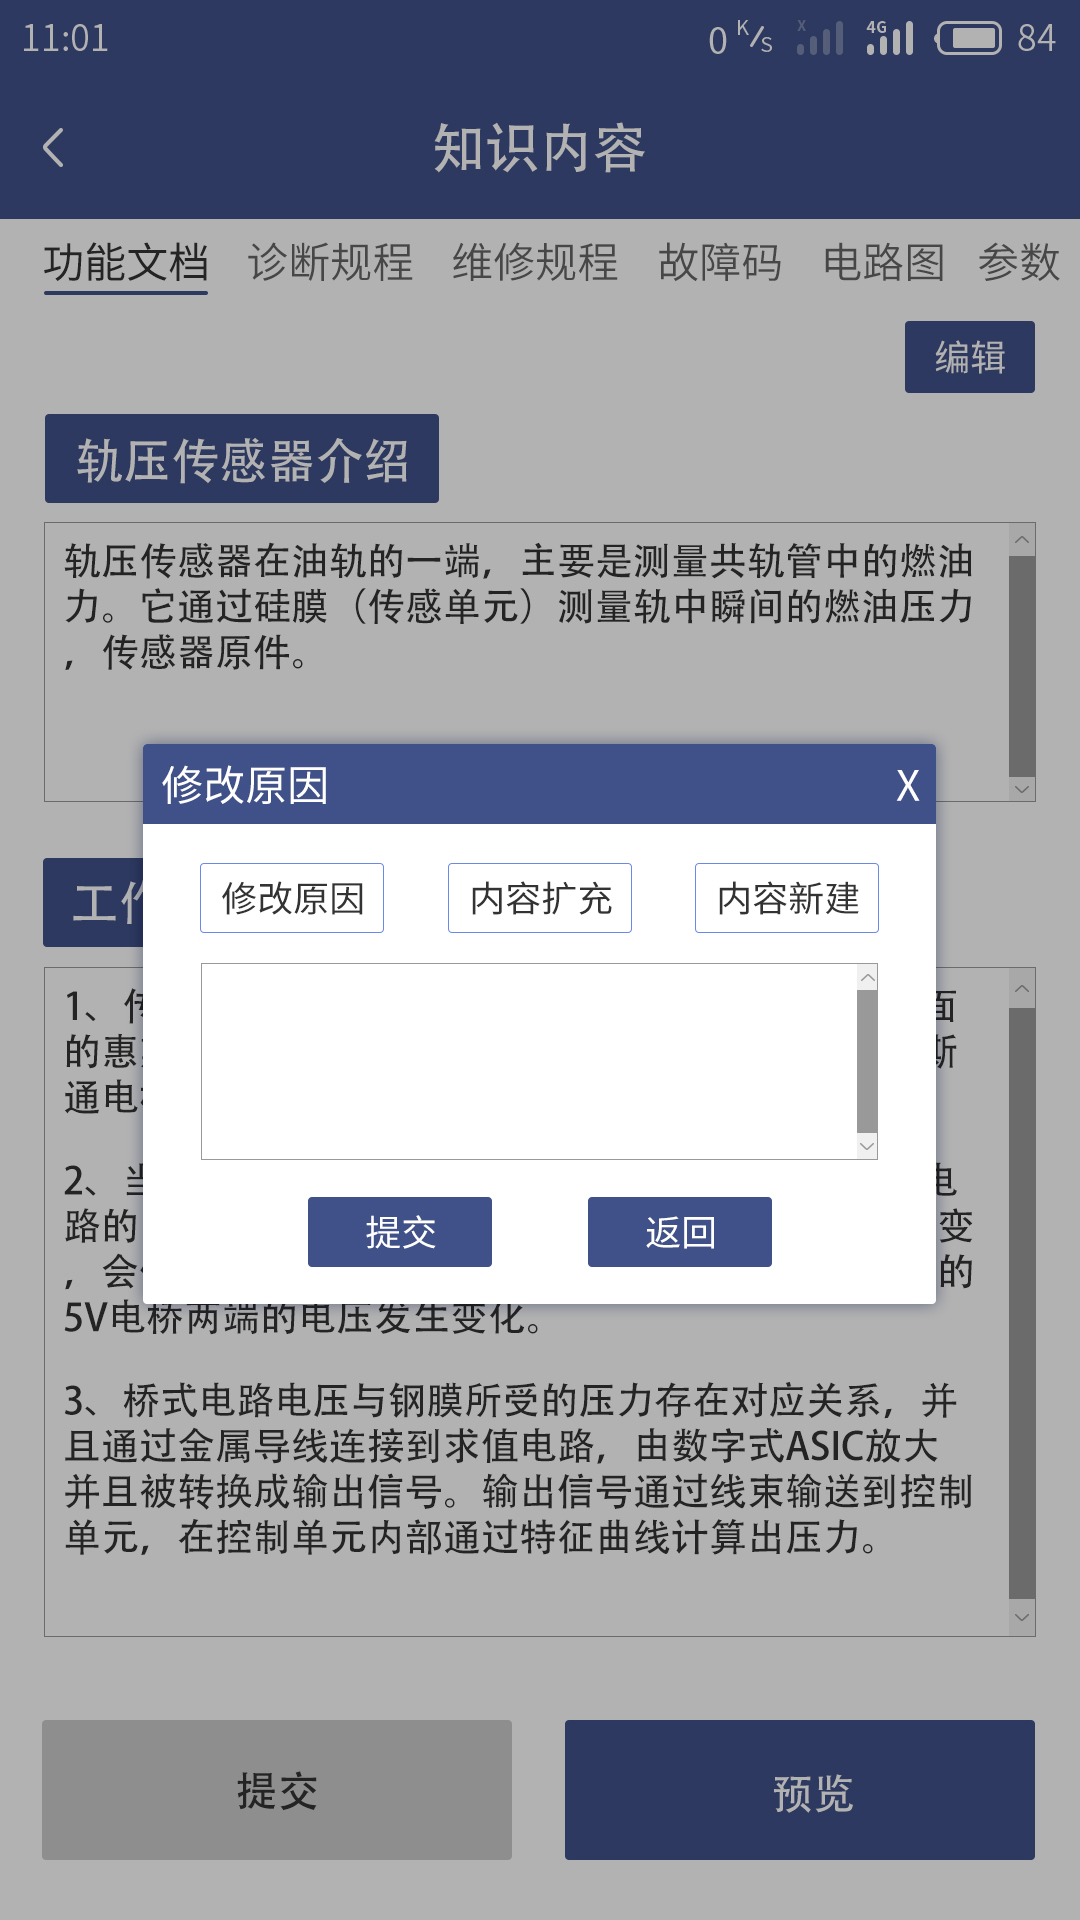 11:01
0 K/S
X
4G
84
知识内容
功能文档 诊断规程 维修规程 故障码 电路图 参数
编辑
轨压传感器介绍
轨压传感器在油轨的一端，主要是测量共轨管中的燃油
力。它通过硅膜（传感单元）测量轨中瞬间的燃油压力
，传感器原件。
修改原因 X
修改原因 内容扩充 内容新建
提交 返回
工
1、 面
的惠 斯
通电
2、当 电
路的 变
，会 的
5V电桥两端的电压发生变化。
3、桥式电路电压与钢膜所受的压力存在对应关系，并
且通过金属导线连接到求值电路，由数字式ASIC放大
并且被转换成输出信号。输出信号通过线束输送到控制
单元，在控制单元内部通过特征曲线计算出压力。
提交 预览